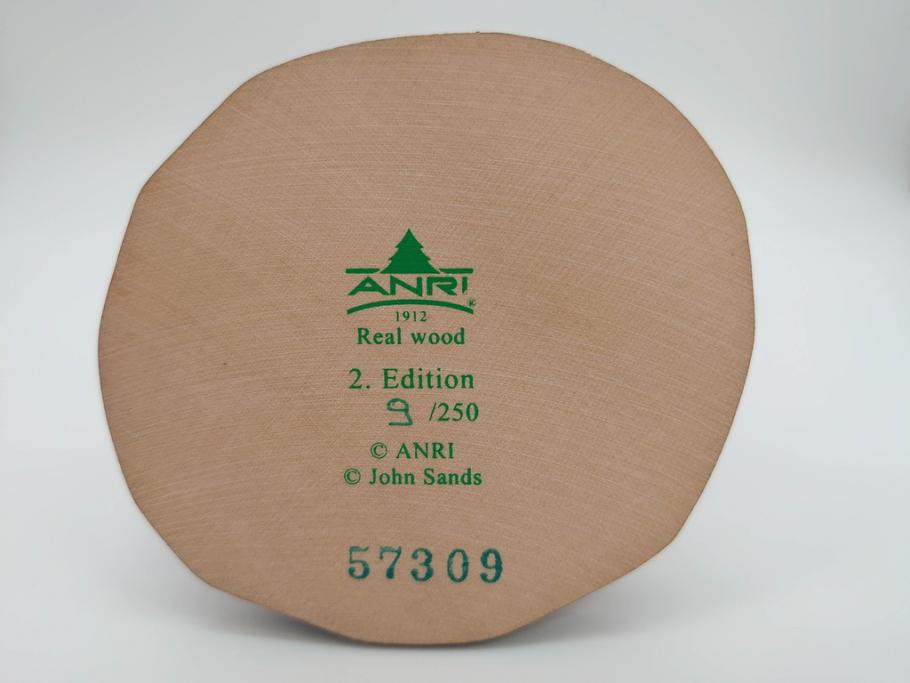 ANRI®
1912
Real wood
2. Edition
9 /250
© ANRI
© John Sands
57309